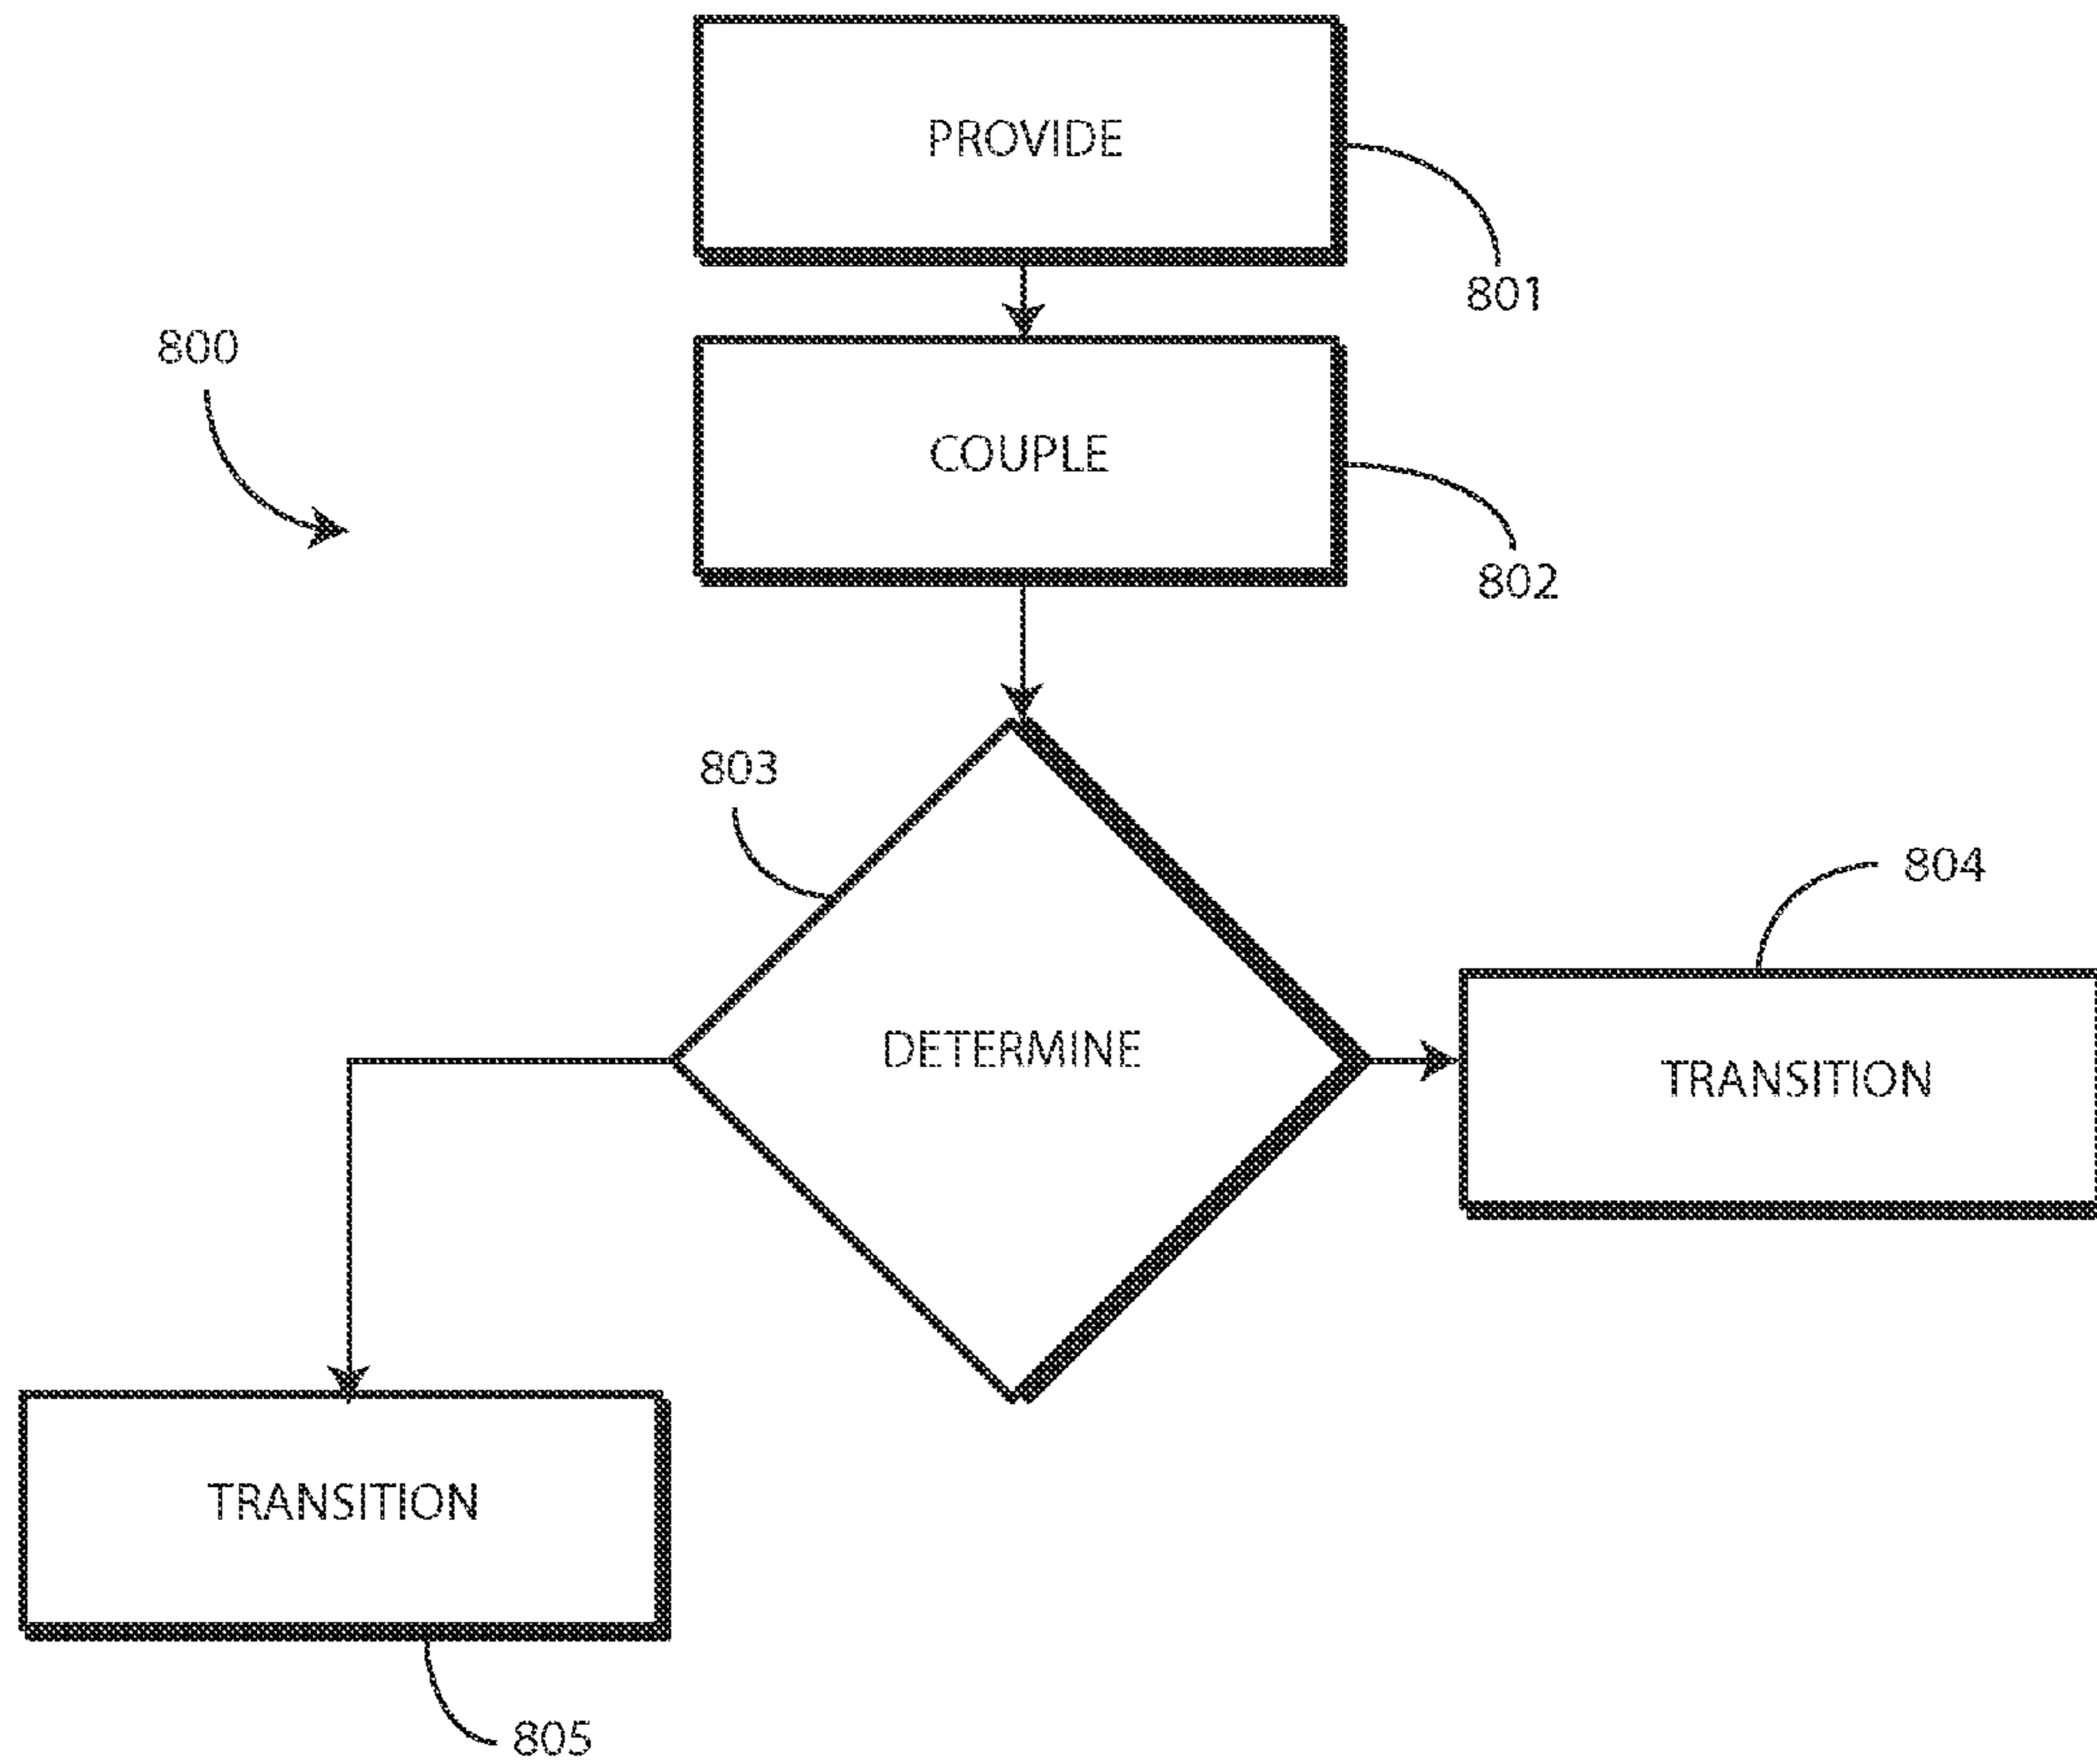 PROVIDE
801
800
COUPLE
802
803
804
DETERMINE
TRANSITION
TRANSITION
805